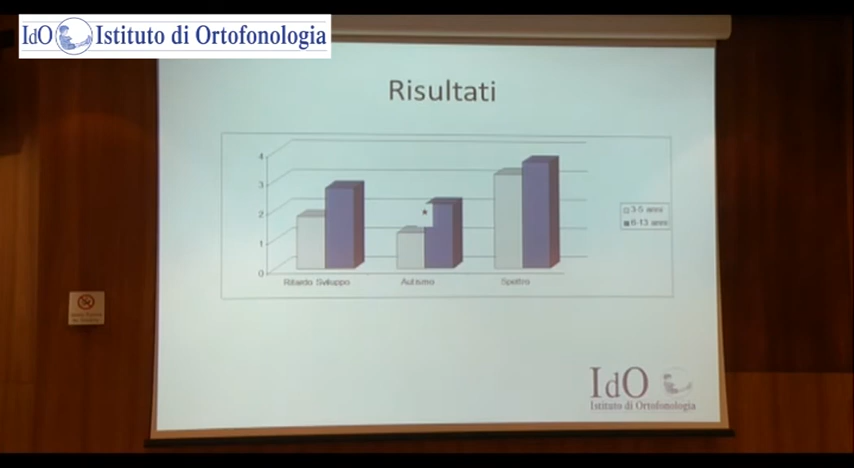 IdO Istituto di Ortofonologia
Risultati
4
3
2
1
0
3-5 anni
6-13 anni
*
Ritardo Sviluppo
Autismo
Spettro
IdO
Istituto di Ortofonologia